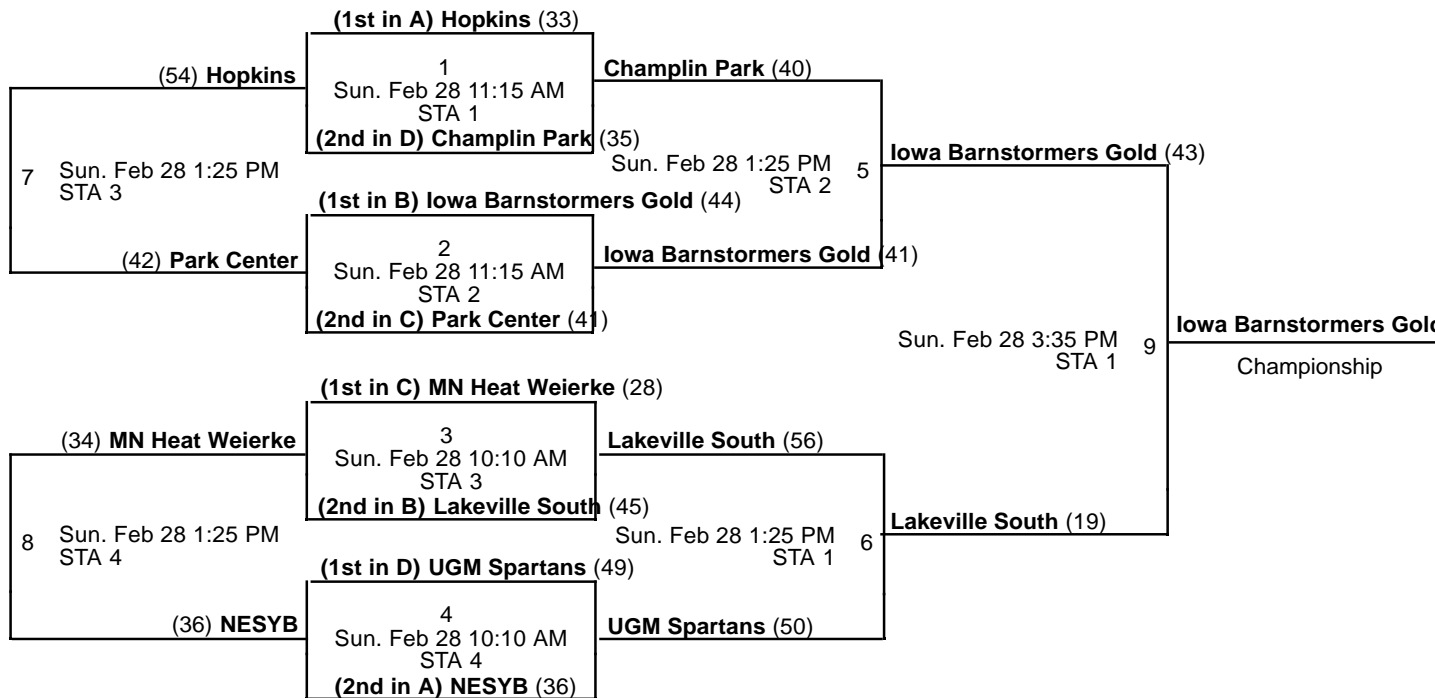 (1st in A) Hopkins (33)
(54) Hopkins
1
Sun. Feb 28 11:15 AM
STA 1
Champlin Park (40)
(2nd in D) Champlin Park (35)
7
Sun. Feb 28 1:25 PM
STA 3
Sun. Feb 28 1:25 PM
STA 2
5
Iowa Barnstormers Gold (43)
(1st in B) Iowa Barnstormers Gold (44)
(42) Park Center
2
Sun. Feb 28 11:15 AM
STA 2
Iowa Barnstormers Gold (41)
(2nd in C) Park Center (41)
Sun. Feb 28 3:35 PM
STA 1
9
Iowa Barnstormers Gold
Championship
(1st in C) MN Heat Weierke (28)
(34) MN Heat Weierke
3
Sun. Feb 28 10:10 AM
STA 3
Lakeville South (56)
(2nd in B) Lakeville South (45)
8
Sun. Feb 28 1:25 PM
STA 4
Sun. Feb 28 1:25 PM
STA 1
6
Lakeville South (19)
(1st in D) UGM Spartans (49)
(36) NESYB
4
Sun. Feb 28 10:10 AM
STA 4
UGM Spartans (50)
(2nd in A) NESYB (36)